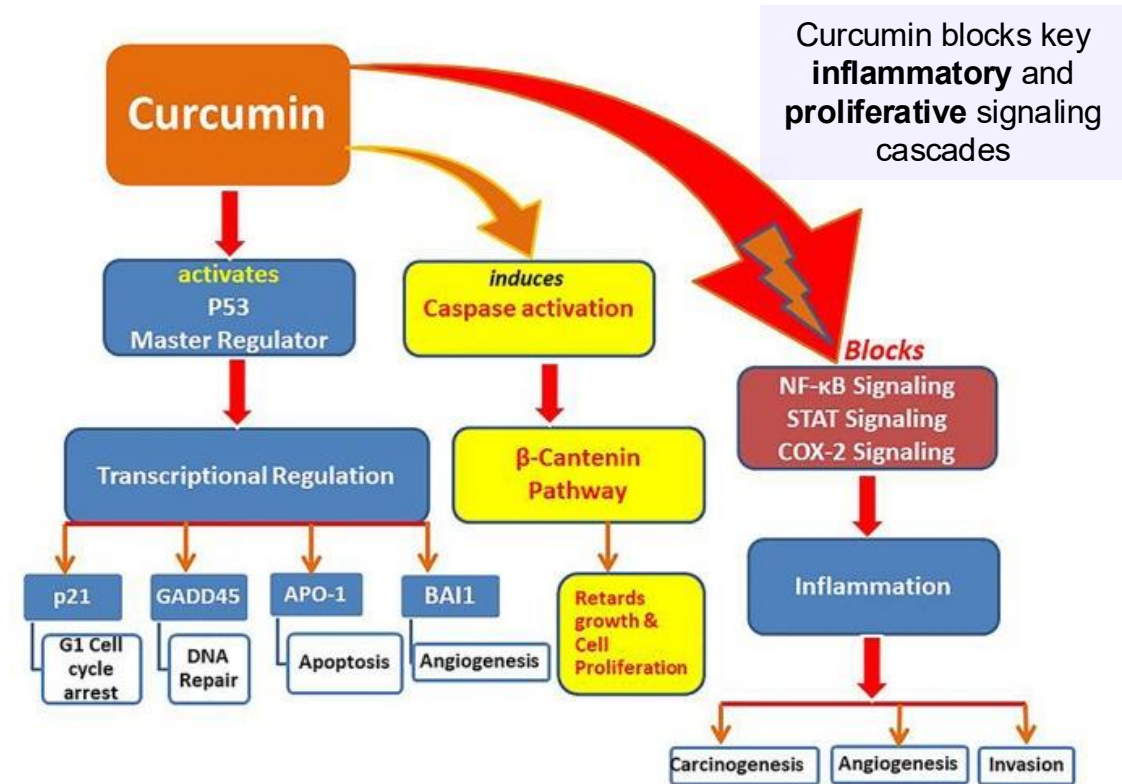 Curcumin blocks key
inflammatory and
proliferative signaling
cascades
Curcumin
activates
P53
Master Regulator
induces
Caspase activation
Blocks
NF-κB Signaling
STAT Signaling
COX-2 Signaling
Transcriptional Regulation
β-Cantenin
Pathway
Inflammation
p21
GADD45
APO-1
BAI1
G1 Cell
cycle
arrest
DNA
Repair
Apoptosis
Angiogenesis
Retards
growth &
Cell
Proliferation
Carcinogenesis
Angiogenesis
Invasion